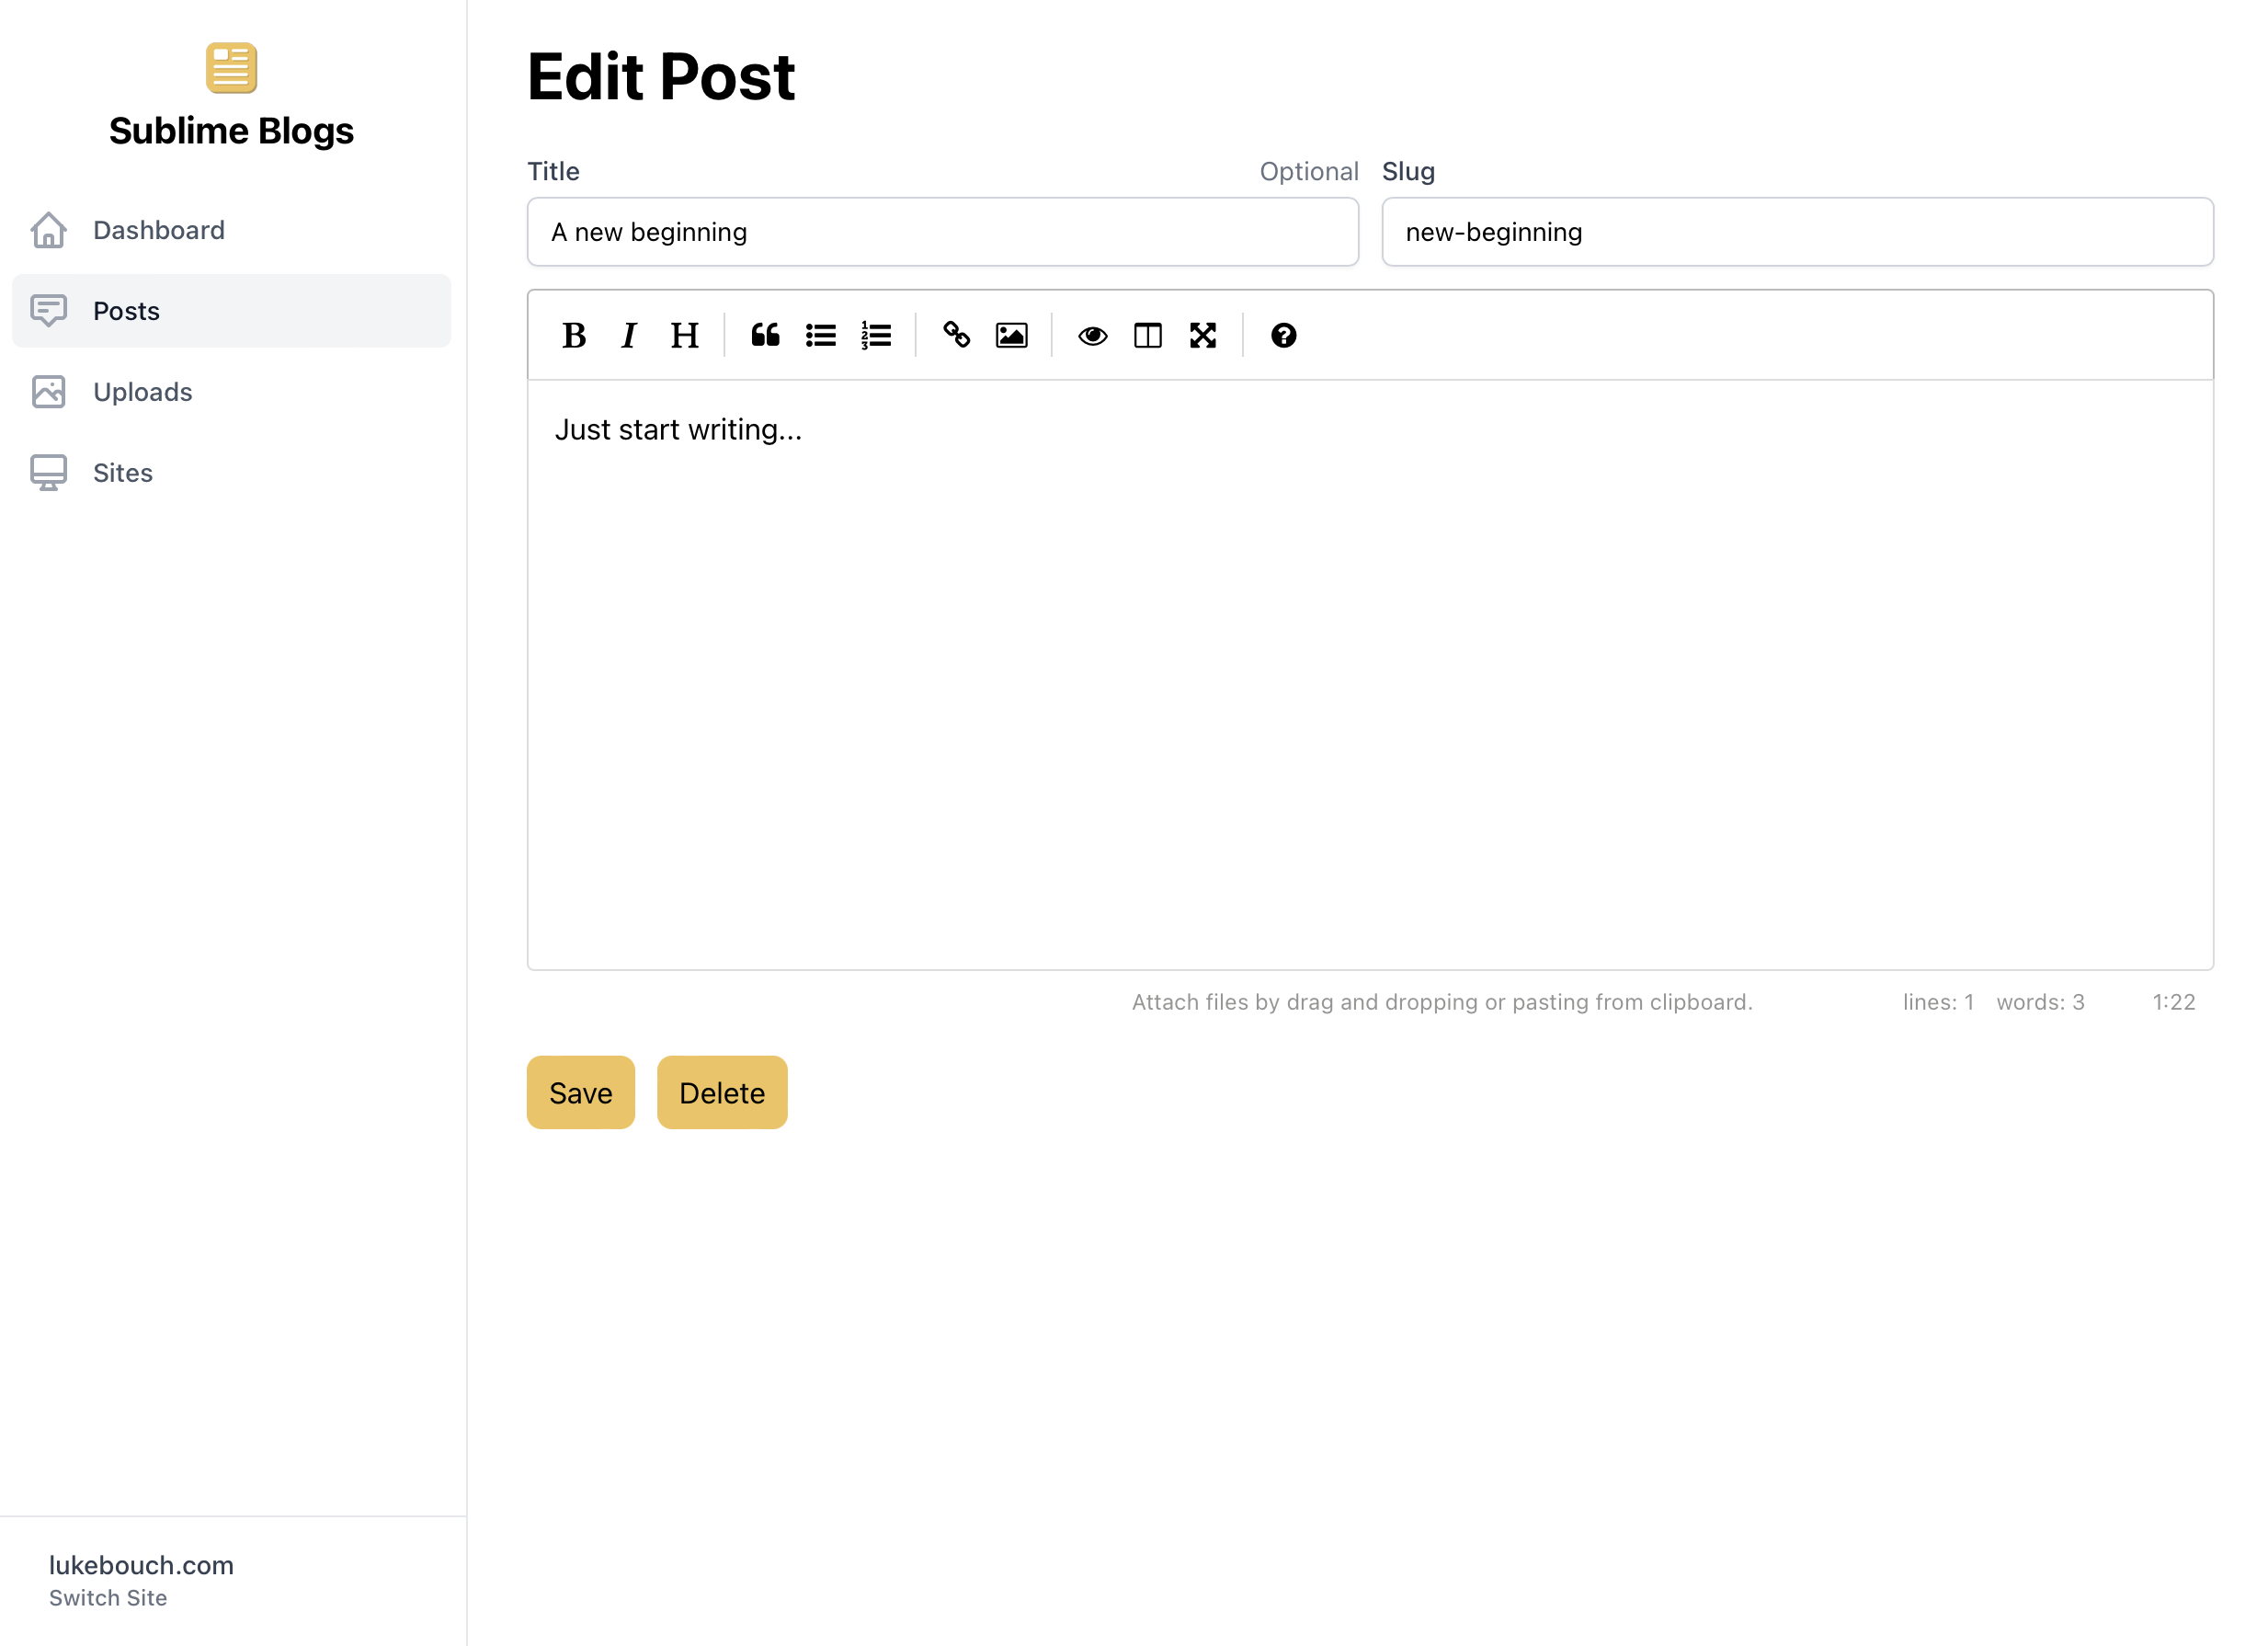 Sublime Blogs
Dashboard
Posts
Uploads
Sites
lukebouch.com
Switch Site
Edit Post
Title Optional Slug
A new beginning new-beginning
B I H
Just start writing...
Attach files by drag and dropping or pasting from clipboard. lines: 1 words: 3 1:22
Save Delete